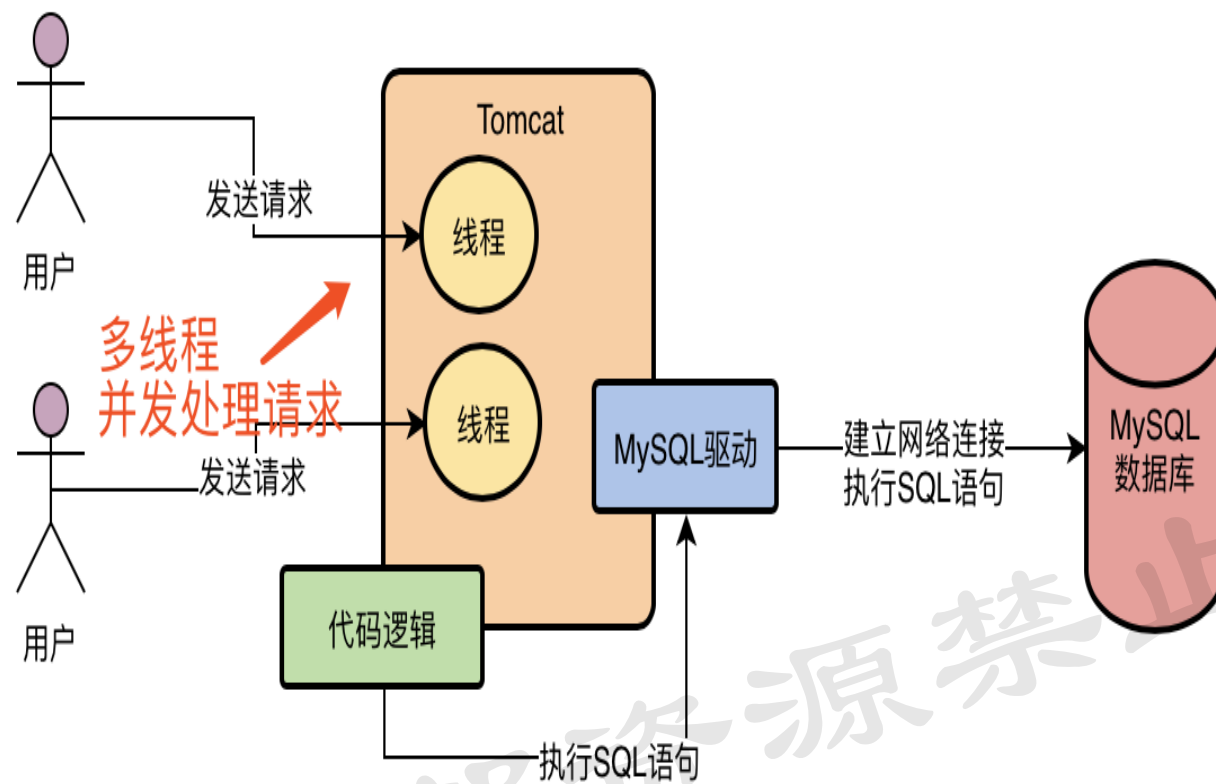 Tomcat
发送请求
线程
用户
多线程
并发处理请求
线程
发送请求
MySQL驱动
建立网络连接
执行SQL语句
MySQL
数据库
代码逻辑
用户
执行SQL语句
资源禁止